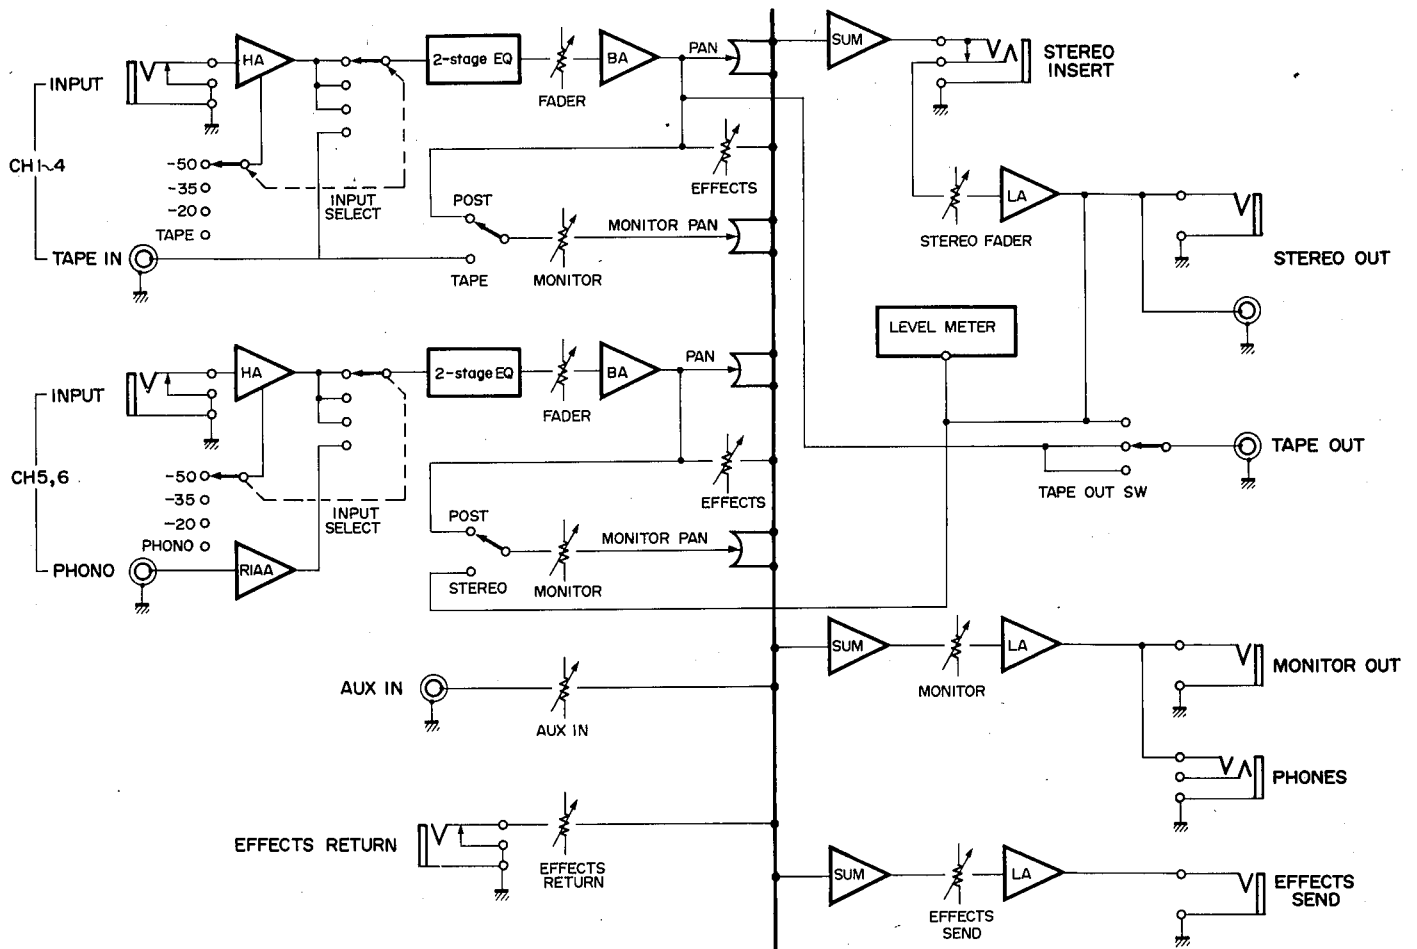 INPUT
CH1~4
HA
-50
-35
-20
TAPE
TAPE IN
INPUT
SELECT
2-stage EQ
FADER
BA
PAN
EFFECTS
POST
TAPE
MONITOR
MONITOR PAN
SUM
STEREO
INSERT
STEREO FADER
LA
STEREO OUT
LEVEL METER
TAPE OUT
TAPE OUT SW
INPUT
CH5,6
HA
-50
-35
-20
PHONO
PHONO
RIAA
INPUT
SELECT
2-stage EQ
FADER
BA
PAN
EFFECTS
POST
STEREO
MONITOR
MONITOR PAN
SUM
MONITOR
LA
MONITOR OUT
PHONES
AUX IN
AUX IN
EFFECTS RETURN
EFFECTS
RETURN
SUM
EFFECTS
SEND
LA
EFFECTS
SEND